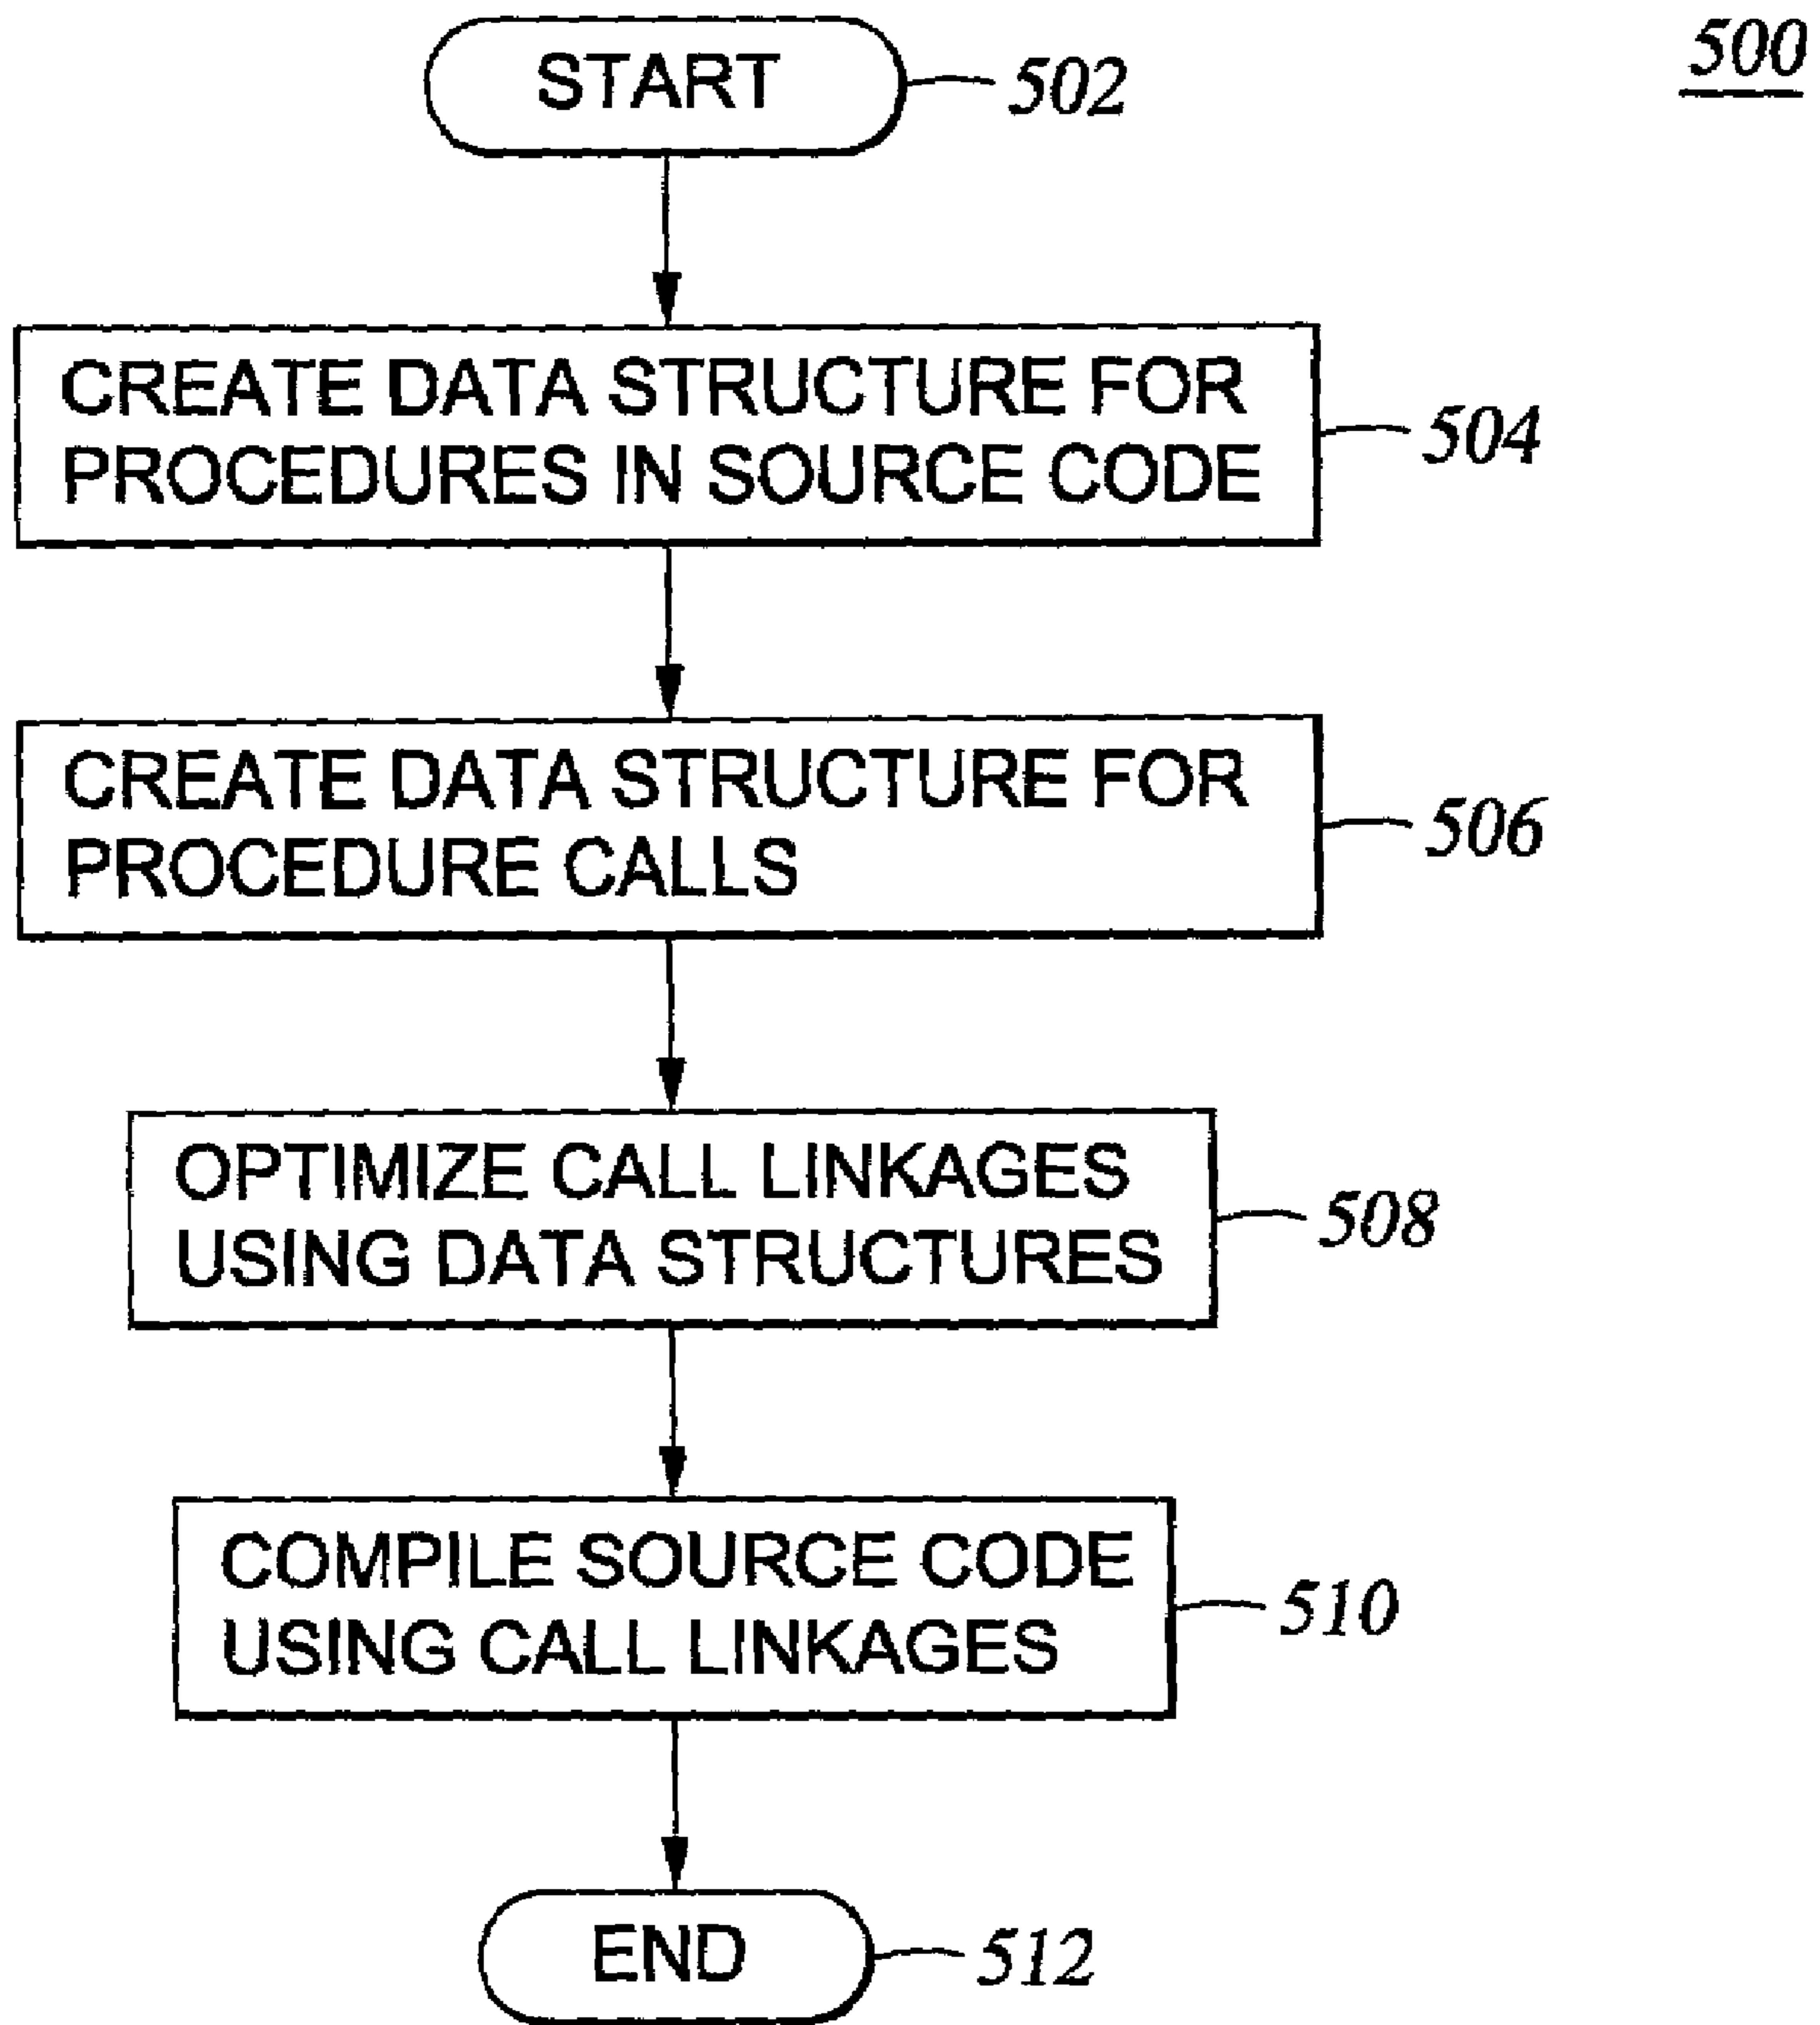 500
START
502
CREATE DATA STRUCTURE FOR
PROCEDURES IN SOURCE CODE
504
CREATE DATA STRUCTURE FOR
PROCEDURE CALLS
506
OPTIMIZE CALL LINKAGES
USING DATA STRUCTURES
508
COMPILE SOURCE CODE
USING CALL LINKAGES
510
END
512